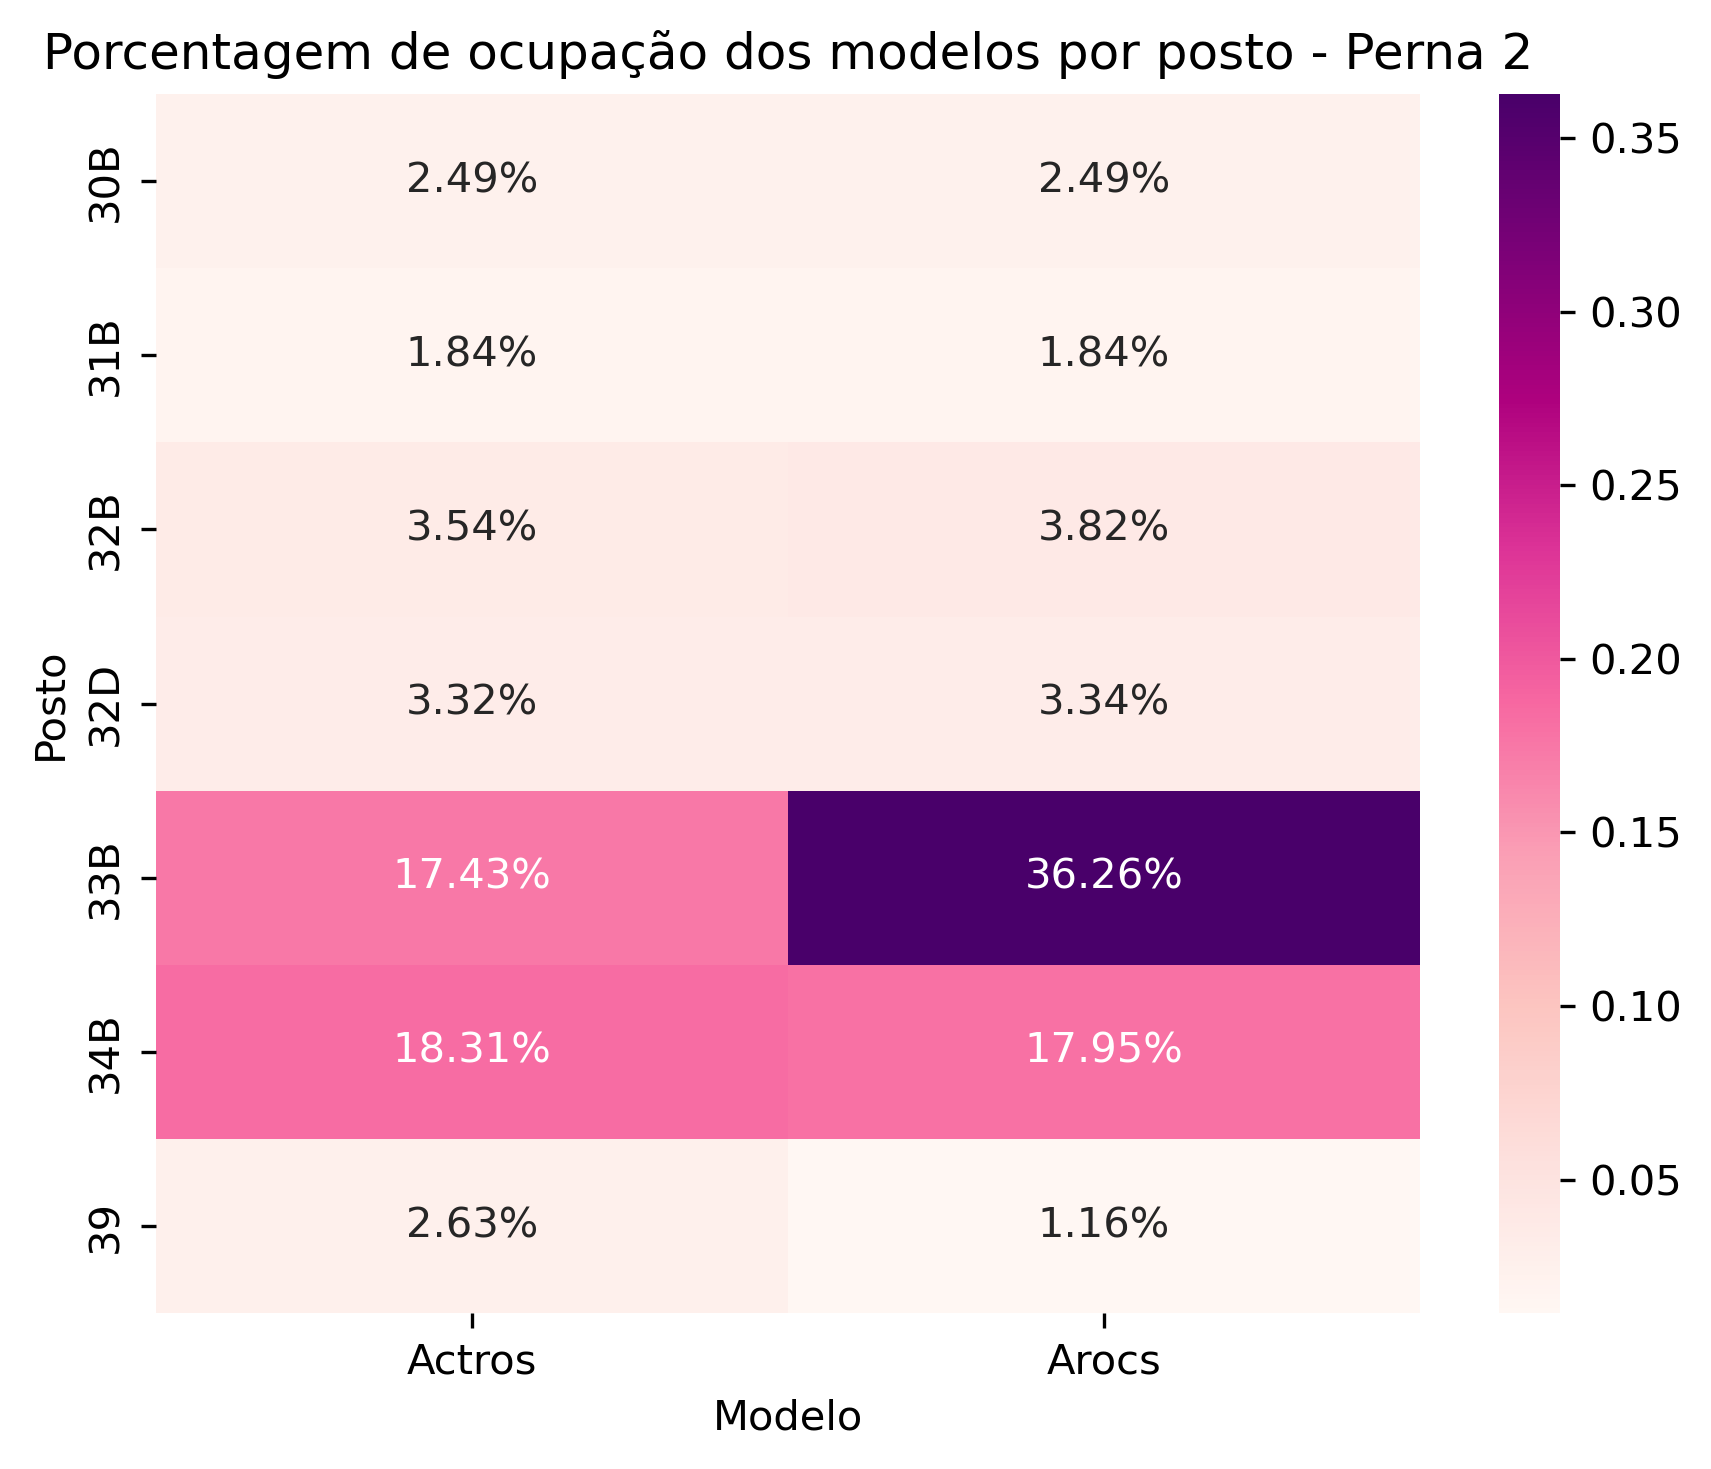 Porcentagem de ocupação dos modelos por posto - Perna 2
Posto
30B
2.49%
2.49%
31B
1.84%
1.84%
32B
3.54%
3.82%
32D
3.32%
3.34%
33B
17.43%
36.26%
34B
18.31%
17.95%
39
2.63%
1.16%
Actros
Arocs
Modelo
0.35
0.30
0.25
0.20
0.15
0.10
0.05